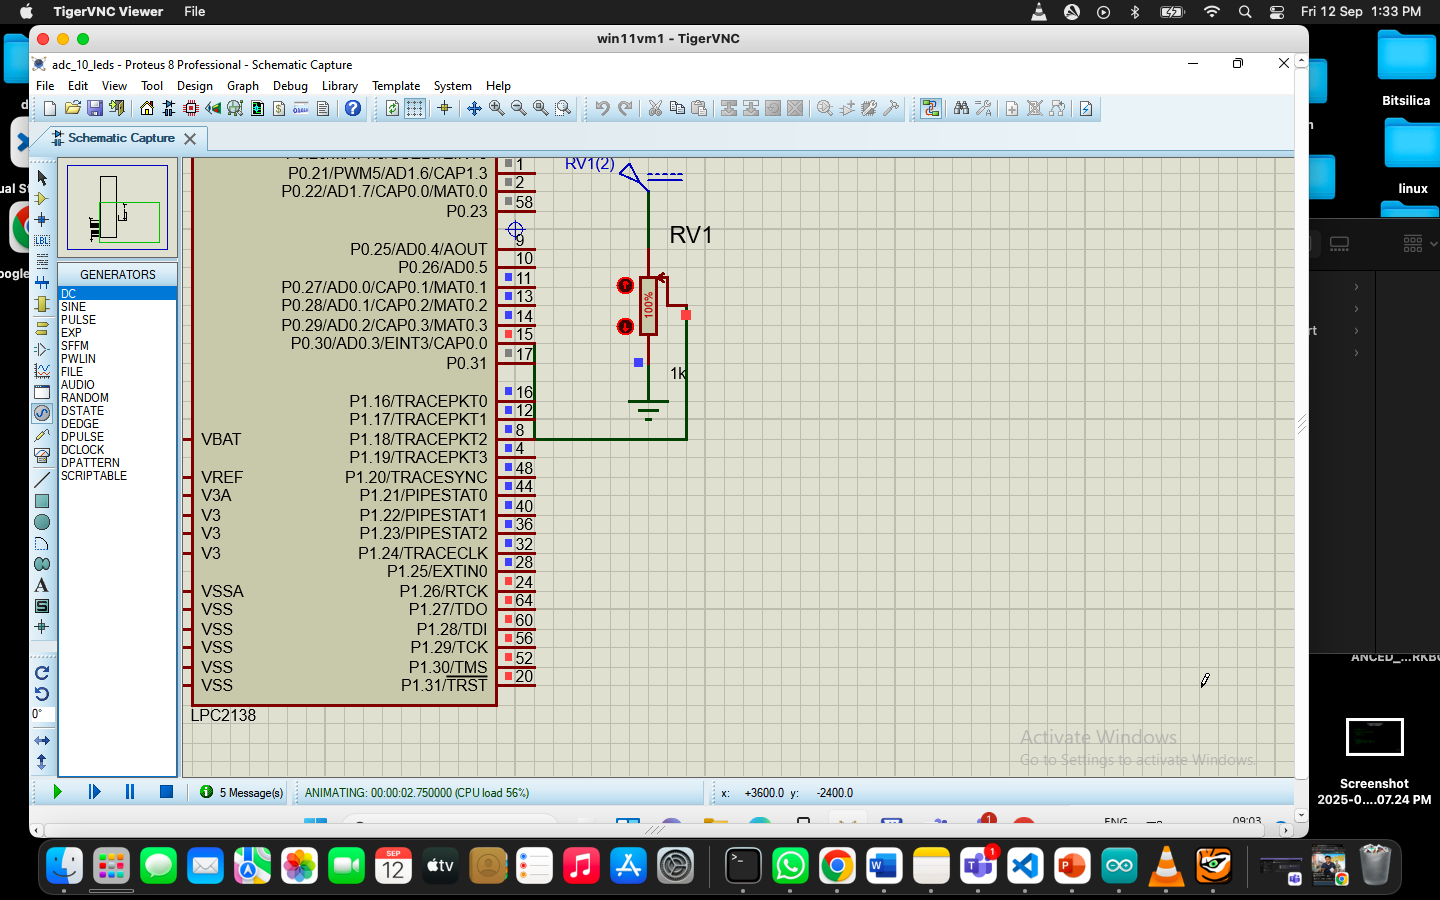 TigerVNC Viewer File
Fri 12 Sep 1:33 PM
win11vm1 - TigerVNC
adc_10_leds - Proteus 8 Professional - Schematic Capture
File Edit View Tool Design Graph Debug Library Template System Help
Schematic Capture
GENERATORS
DC
SINE
PULSE
EXP
SFFM
PWLIN
FILE
AUDIO
RANDOM
DSTATE
DEDGE
DPULSE
DCLOCK
DPATTERN
SCRIPTABLE
LBL
A
0°
P0.21/PWM5/AD1.6/CAP1.3 1
P0.22/AD1.7/CAP0.0/MAT0.0 2
P0.23 58
P0.25/AD0.4/AOUT 9
P0.26/AD0.5 10
P0.27/AD0.0/CAP0.1/MAT0.1 11
P0.28/AD0.1/CAP0.2/MAT0.2 13
P0.29/AD0.2/CAP0.3/MAT0.3 14
P0.30/AD0.3/EINT3/CAP0.0 15
P0.31 17
P1.16/TRACEPKT0 16
P1.17/TRACEPKT1 12
VBAT P1.18/TRACEPKT2 8
P1.19/TRACEPKT3 4
VREF P1.20/TRACESYNC 48
V3A P1.21/PIPESTAT0 44
V3 P1.22/PIPESTAT1 40
V3 P1.23/PIPESTAT2 36
V3 P1.24/TRACECLK 32
P1.25/EXTIN0 28
VSSA P1.26/RTCK 24
VSS P1.27/TDO 64
VSS P1.28/TDI 60
VSS P1.29/TCK 56
VSS P1.30/TMS 52
VSS P1.31/TRST 20
LPC2138
RV1(2)
RV1
100%
1k
Activate Windows
Go to Settings to activate Windows.
5 Message(s)
ANIMATING: 00:00:02.750000 (CPU load 56%)
x: +3600.0 y: -2400.0
ENG
09:03
1
Bitsilica
linux
Screenshot
2025-0....07.24 PM
SEP
12
tv
1